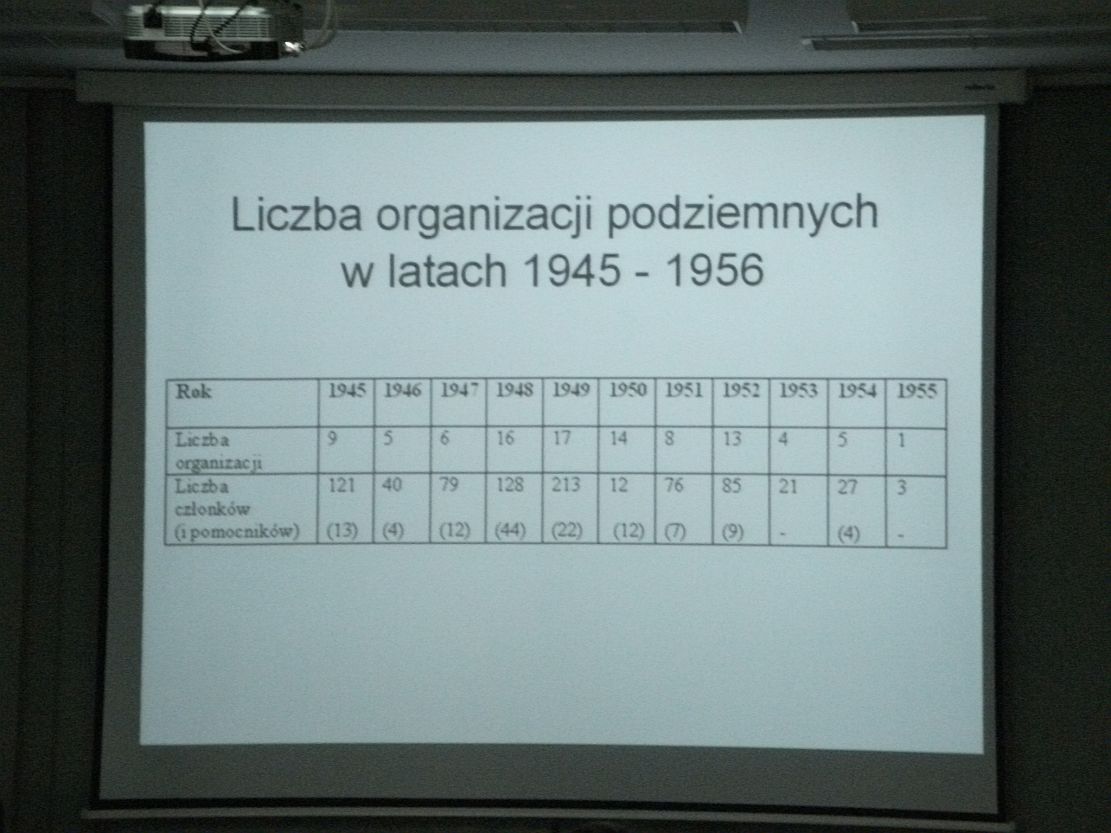 Liczba organizacji podziemnych
w latach 1945 - 1956
Rok 1945 1946 1947 1948 1949 1950 1951 1952 1953 1954 1955
Liczba organizacji 9 5 6 16 17 14 8 13 4 5 1
Liczba członków 121 40 79 128 213 12 76 85 21 27 3
(i pomocników) (13) (4) (12) (44) (22) (12) (7) (9) - (4) -